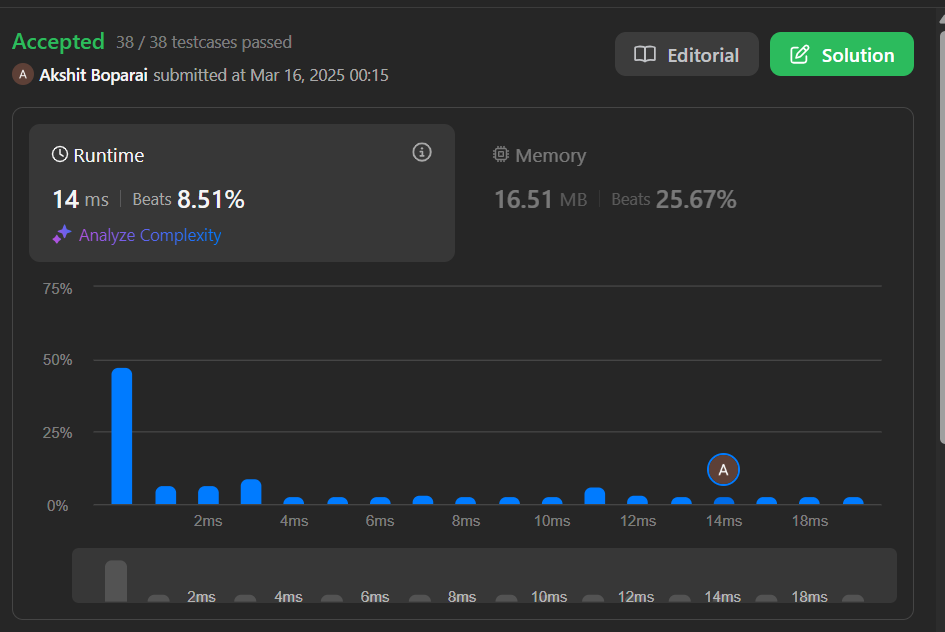 Accepted 38 / 38 testcases passed
Editorial
Solution
A Akshit Boparai submitted at Mar 16, 2025 00:15
Runtime
14 ms | Beats 8.51%
Analyze Complexity
Memory
16.51 MB | Beats 25.67%
75%
50%
25%
0%
A
2ms 4ms 6ms 8ms 10ms 12ms 14ms 18ms
2ms 4ms 6ms 8ms 10ms 12ms 14ms 18ms